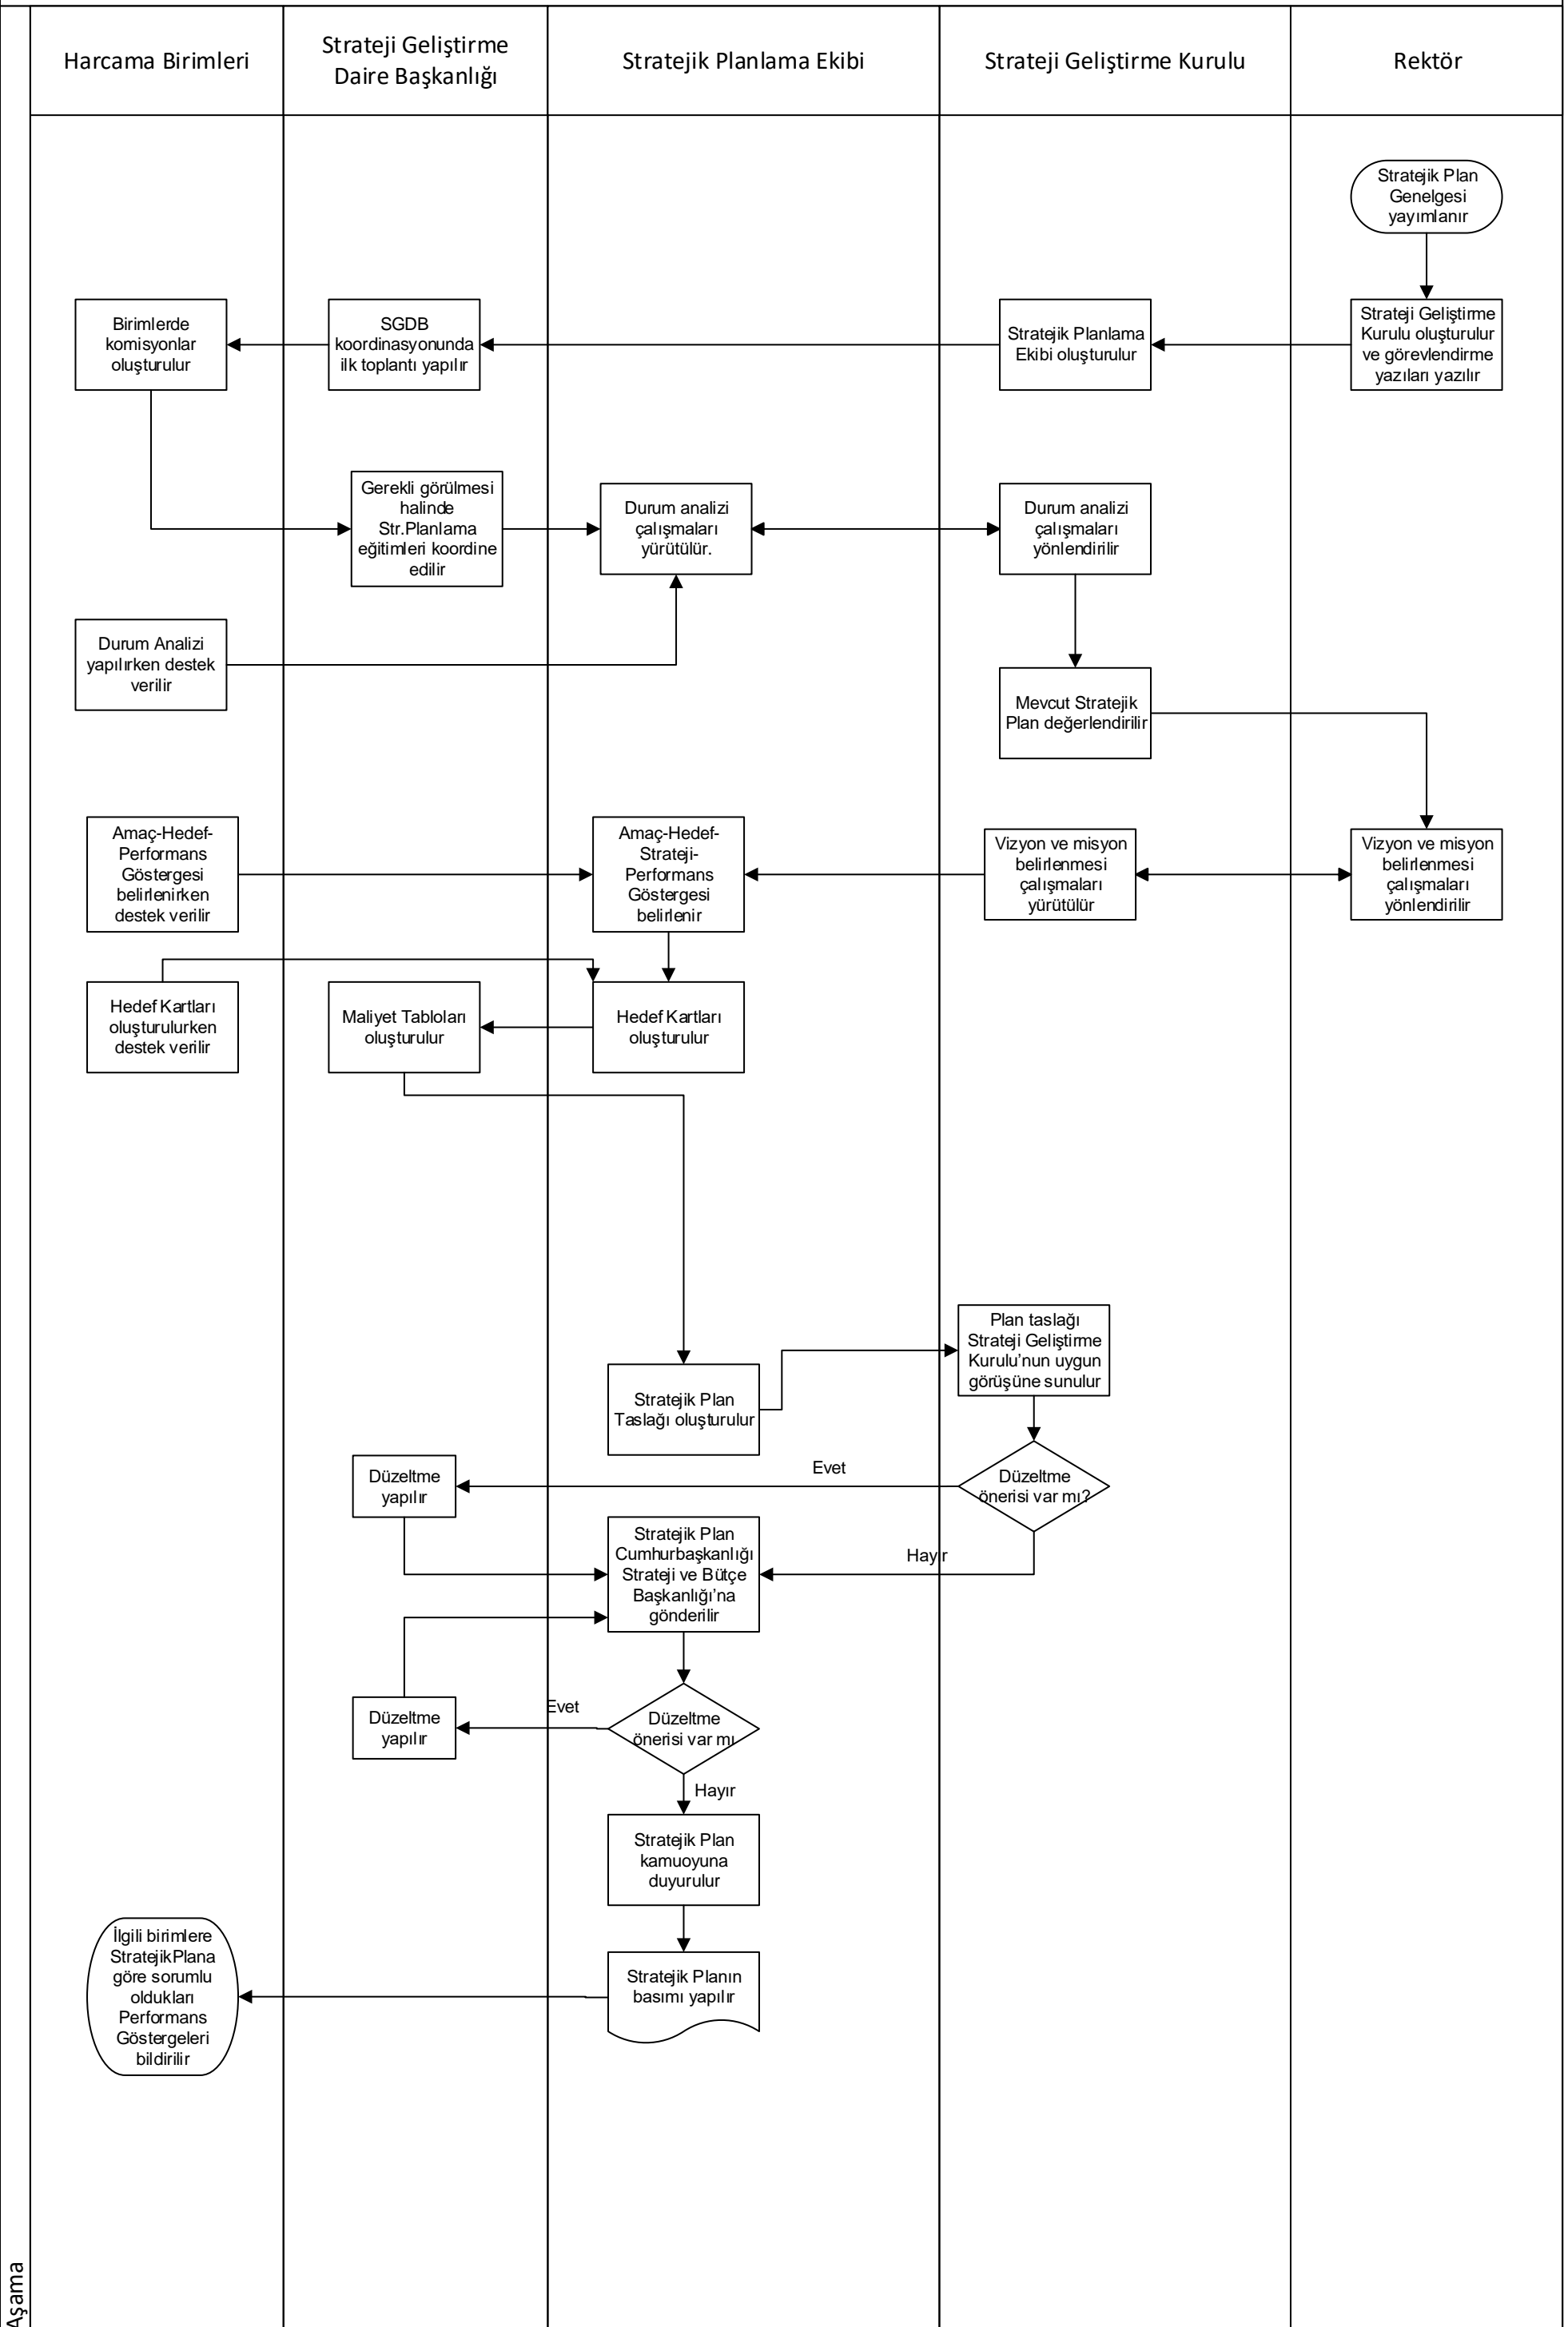 Harcama Birimleri
Strateji Geliştirme
Daire Başkanlığı
Stratejik Planlama Ekibi
Strateji Geliştirme Kurulu
Rektör
Stratejik Plan
Genelgesi
yayımlanır
Birimlerde
komisyonlar
oluşturulur
SGDB
koordinasyonunda
ilk toplantı yapılır
Stratejik Planlama
Ekibi oluşturulur
Strateji Geliştirme
Kurulu oluşturulur
ve görevlendirme
yazıları yazılır
Gerekli görülmesi
halinde
Str.Planlama
eğitimleri koordine
edilir
Durum analizi
çalışmaları
yürütülür.
Durum analizi
çalışmaları
yönlendirilir
Durum Analizi
yapılırken destek
verilir
Mevcut Stratejik
Plan değerlendirilir
Amaç-Hedef-
Performans
Göstergesi
belirlenirken
destek verilir
Amaç-Hedef-
Strateji-
Performans
Göstergesi
belirlenir
Vizyon ve misyon
belirlenmesi
çalışmaları
yürütülür
Vizyon ve misyon
belirlenmesi
çalışmaları
yönlendirilir
Hedef Kartları
oluşturulurken
destek verilir
Maliyet Tabloları
oluşturulur
Hedef Kartları
oluşturulur
Plan taslağı
Strateji Geliştirme
Kurulu’nun uygun
görüşüne sunulur
Stratejik Plan
Taslağı oluşturulur
Düzeltme
yapılır
Evet
Düzeltme
önerisi var mı?
Stratejik Plan
Cumhurbaşkanlığı
Strateji ve Bütçe
Başkanlığı’na
gönderilir
Hayır
Düzeltme
yapılır
Evet
Düzeltme
önerisi var mı
Hayır
Stratejik Plan
kamuoyuna
duyurulur
İlgili birimlere
StratejikPlana
göre sorumlu
oldukları
Performans
Göstergeleri
bildirilir
Stratejik Planın
basımı yapılır
Aşama